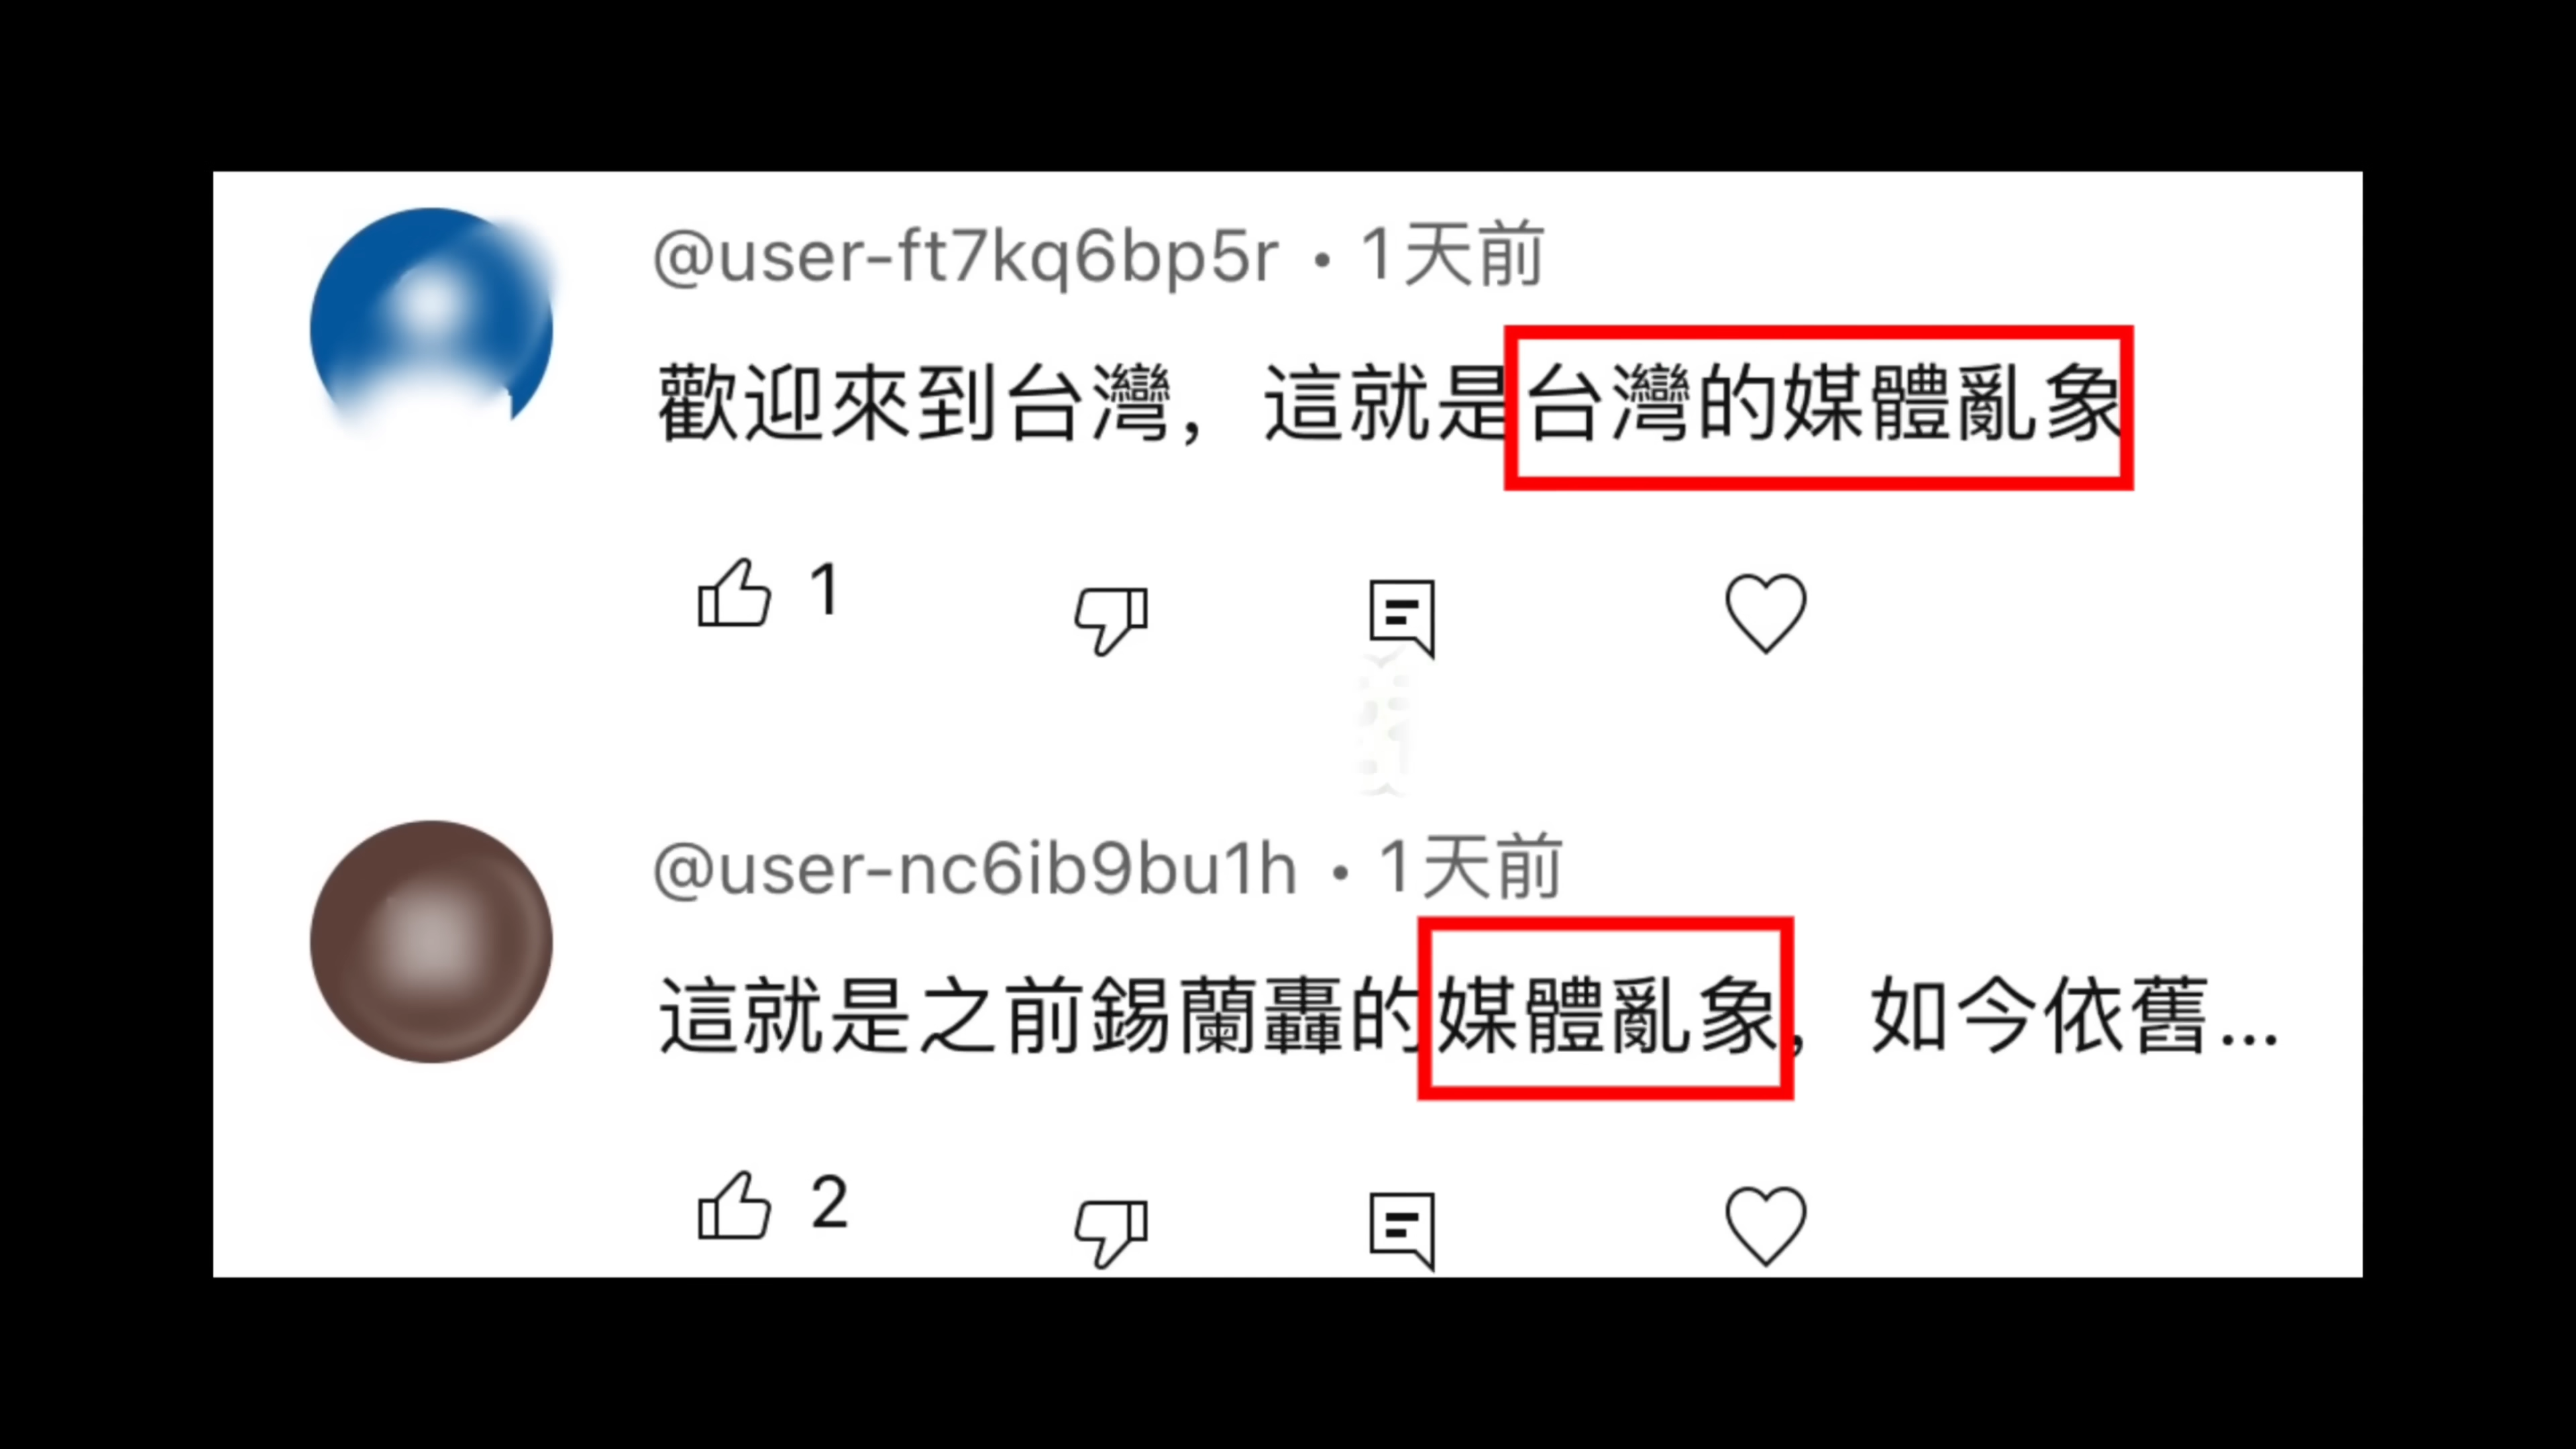 @user-ft7kq6bp5r • 1天前
歡迎來到台灣，這就是台灣的媒體亂象
1
@user-nc6ib9bu1h • 1天前
這就是之前錫蘭轟的媒體亂象，如今依舊...
2